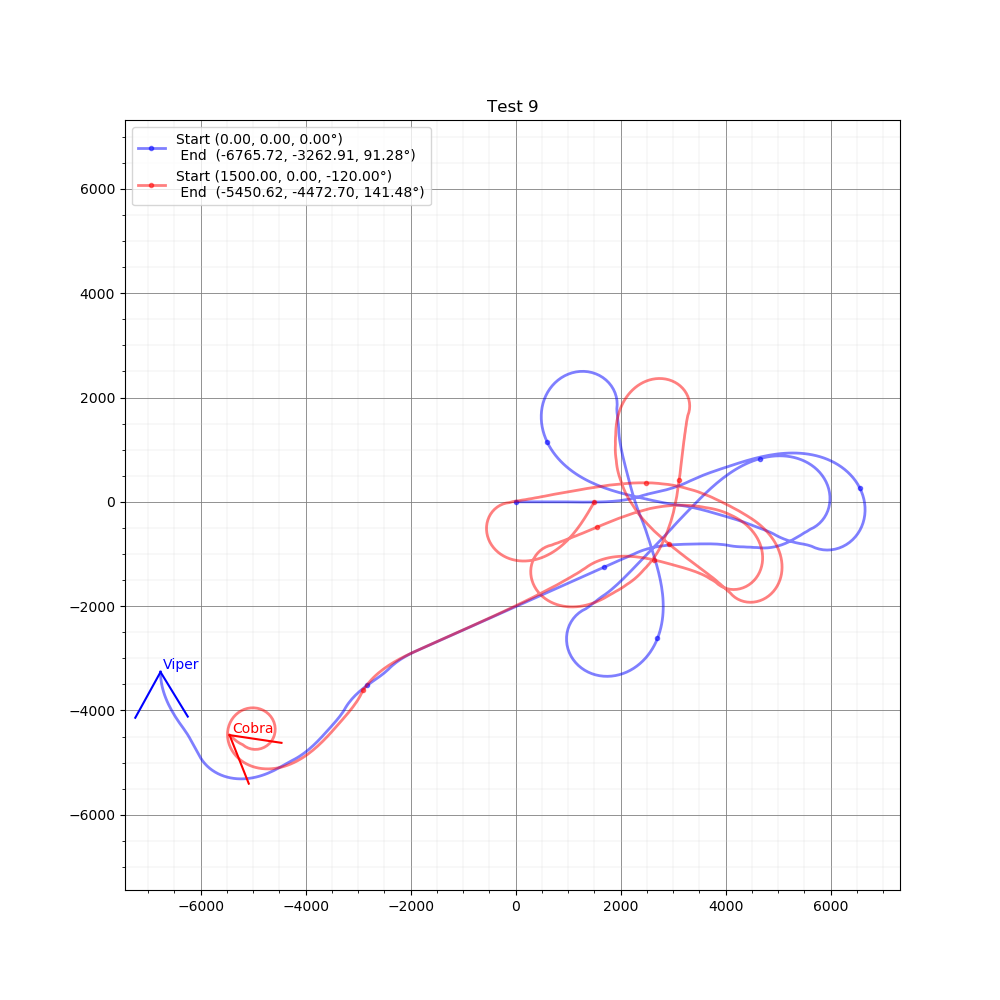 Test 9
Start (0.00, 0.00, 0.00°)
End (-6765.72, -3262.91, 91.28°)
Start (1500.00, 0.00, -120.00°)
End (-5450.62, -4472.70, 141.48°)
6000
4000
2000
0
−2000
−4000
−6000
Viper
Cobra
−6000 −4000 −2000 0 2000 4000 6000